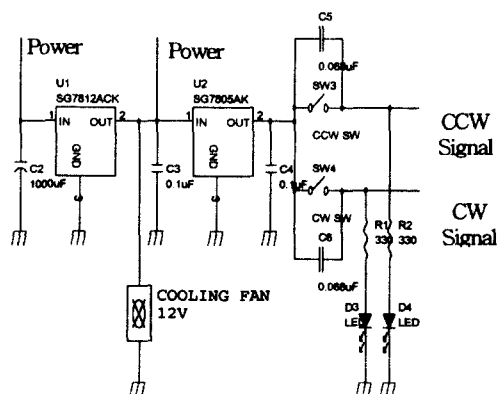 Power
Power
U1
SG7812ACK
1
IN
OUT
2
GND
3
C2
1000uF
U2
SG7805AK
1
IN
OUT
2
GND
3
C3
0.1uF
C4
0.1uF
C5
0.068uF
SW3
CCW SW
SW4
CW SW
C6
0.068uF
CCW
Signal
CW
Signal
R1
330
R2
330
D3
LED
D4
LED
COOLING FAN
12V